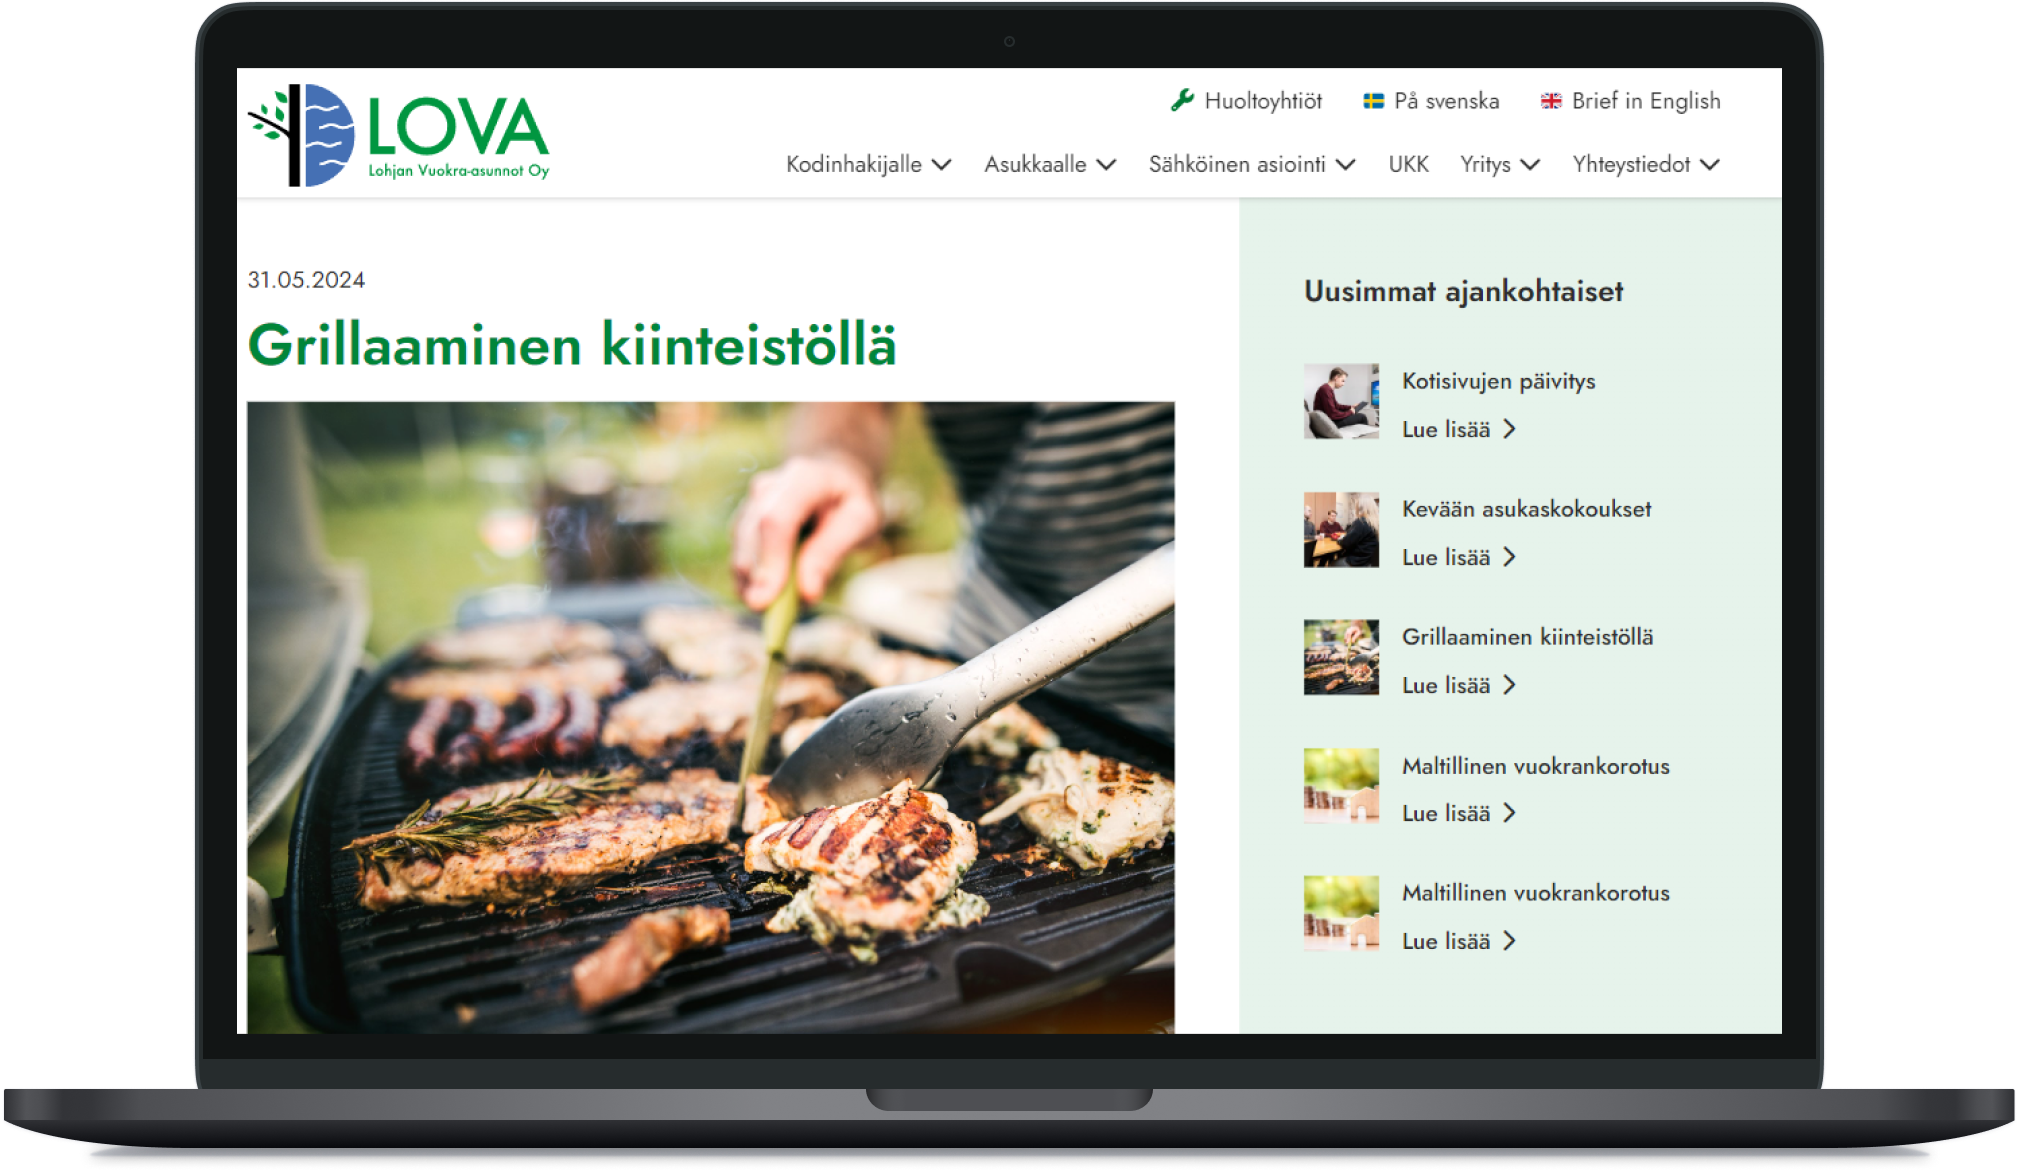 LOVA
Lohjan Vuokra-asunnot Oy
Huoltoyhtiöt På svenska Brief in English
Kodinhakijalle Asukkaalle Sähköinen asiointi UKK Yritys Yhteystiedot
31.05.2024
Grillaaminen kiinteistöllä
Uusimmat ajankohtaiset
Kotisivujen päivitys
Lue lisää
Kevään asukaskokoukset
Lue lisää
Grillaaminen kiinteistöllä
Lue lisää
Maltillinen vuokrankorotus
Lue lisää
Maltillinen vuokrankorotus
Lue lisää